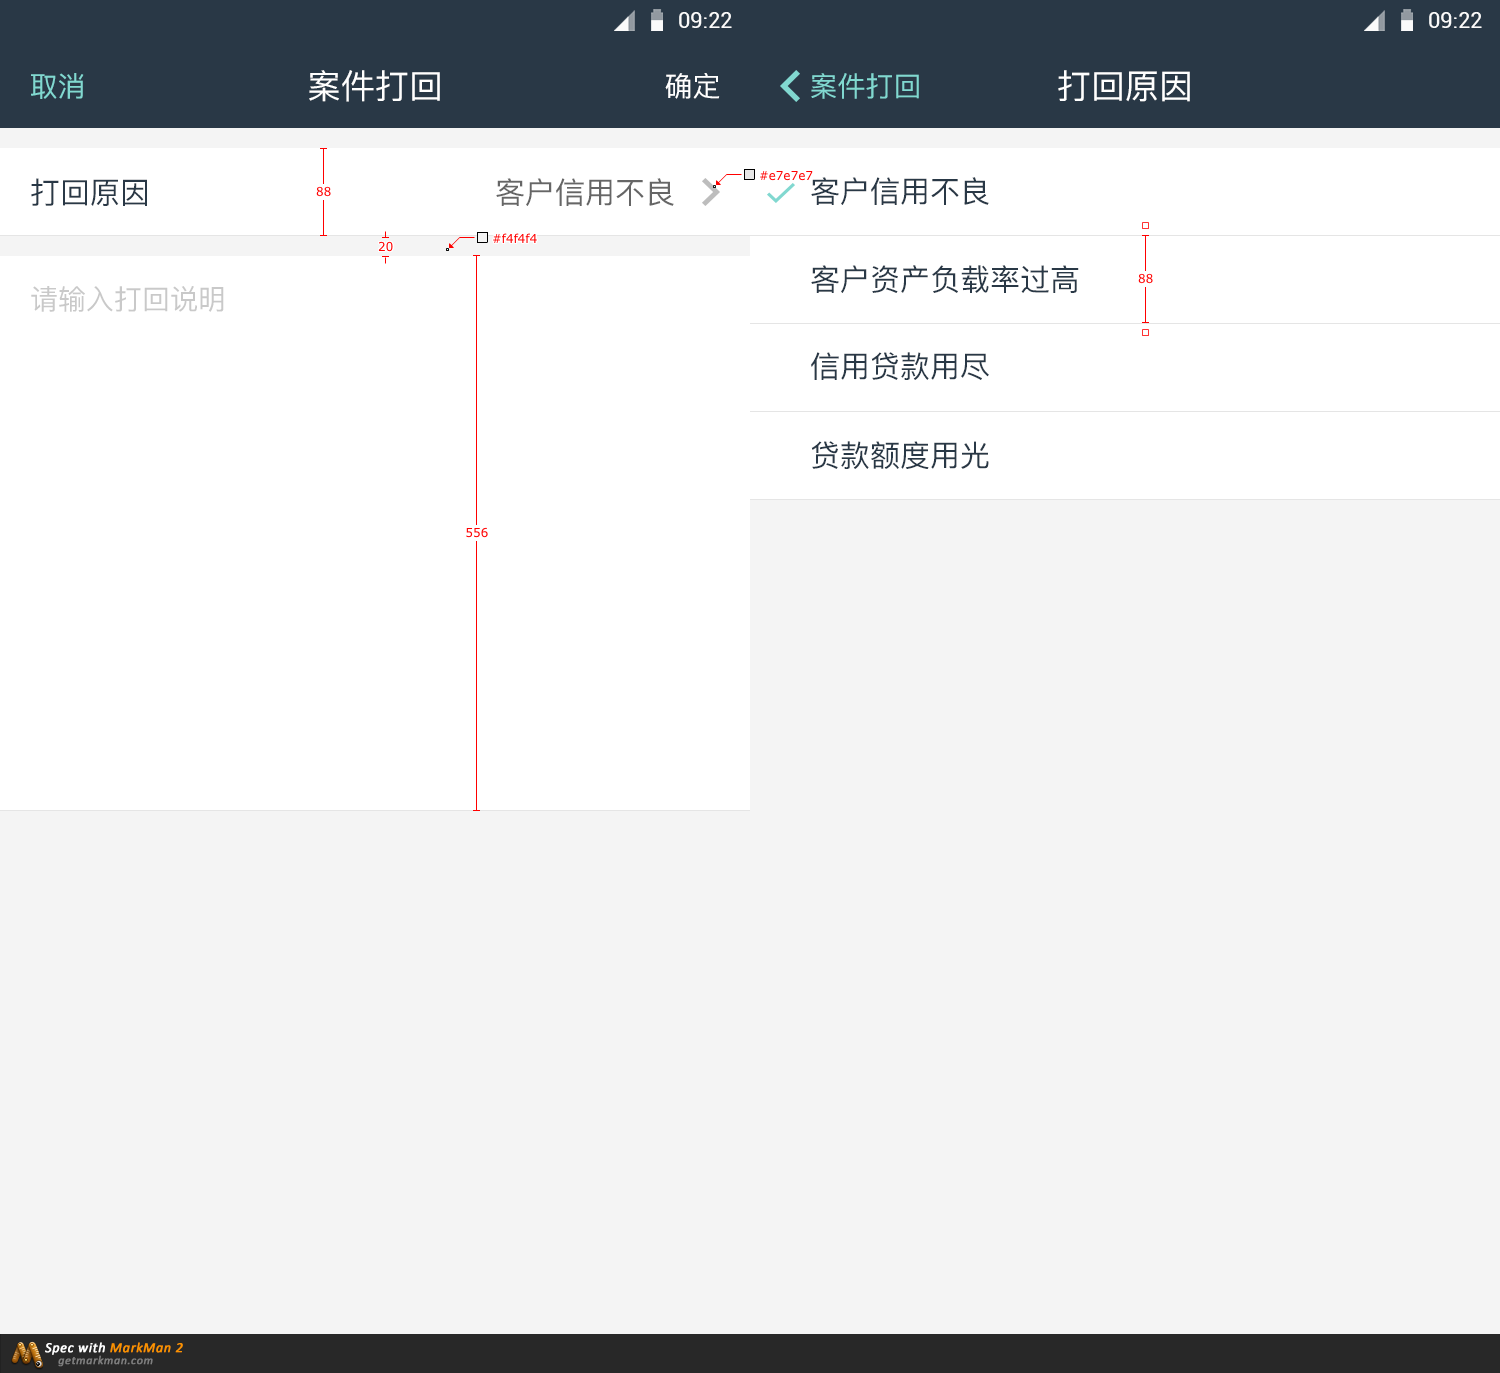 09:22
取消 案件打回 确定
打回原因 88 客户信用不良 #e7e7e7
20 #f4f4f4
请输入打回说明
556
09:22
案件打回 打回原因
客户信用不良
客户资产负载率过高 88
信用贷款用尽
贷款额度用光
Spec with MarkMan 2
getmarkman.com